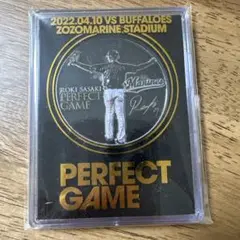 2022.04.10 VS BUFFALOES
ZOZOMARINE STADIUM
ROKI SASAKI
PERFECT
GAME
Marines
PERFECT
GAME